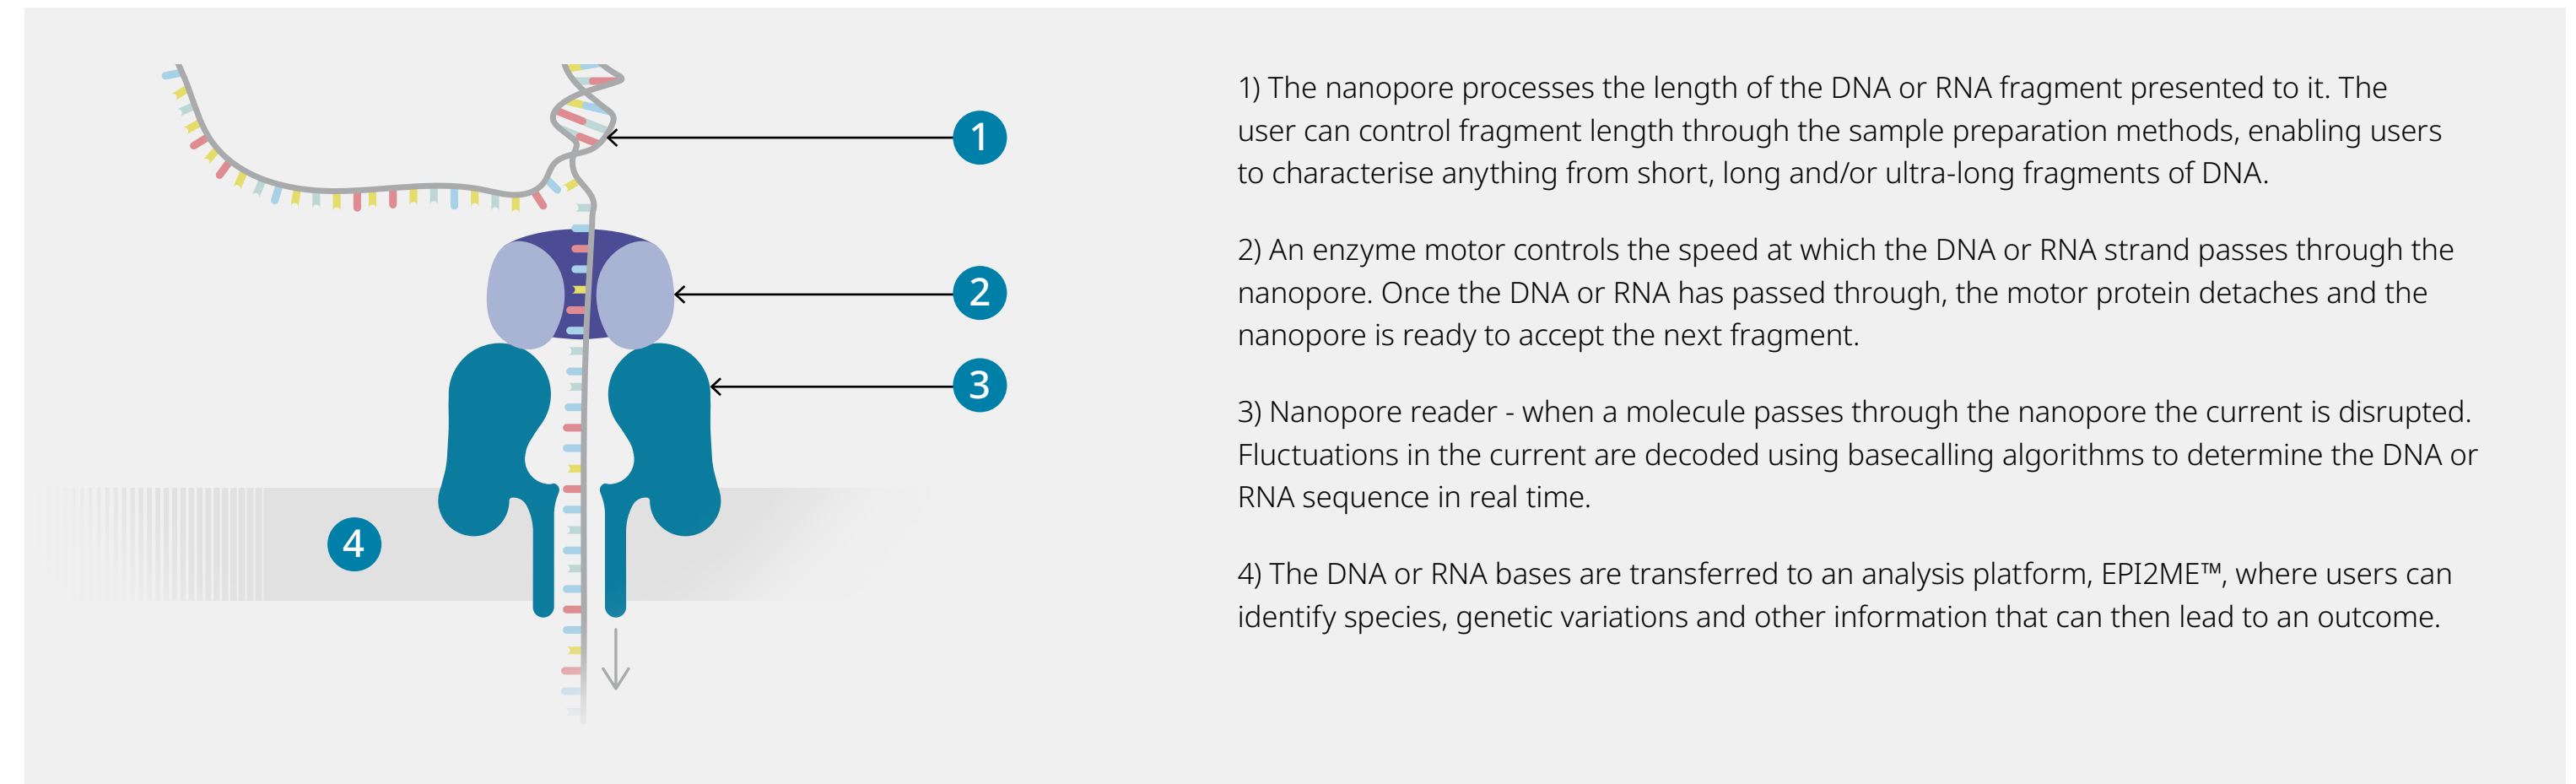 1
2
3
4
1) The nanopore processes the length of the DNA or RNA fragment presented to it. The
user can control fragment length through the sample preparation methods, enabling users
to characterise anything from short, long and/or ultra-long fragments of DNA.
2) An enzyme motor controls the speed at which the DNA or RNA strand passes through the
nanopore. Once the DNA or RNA has passed through, the motor protein detaches and the
nanopore is ready to accept the next fragment.
3) Nanopore reader - when a molecule passes through the nanopore the current is disrupted.
Fluctuations in the current are decoded using basecalling algorithms to determine the DNA or
RNA sequence in real time.
4) The DNA or RNA bases are transferred to an analysis platform, EPI2ME™, where users can
identify species, genetic variations and other information that can then lead to an outcome.